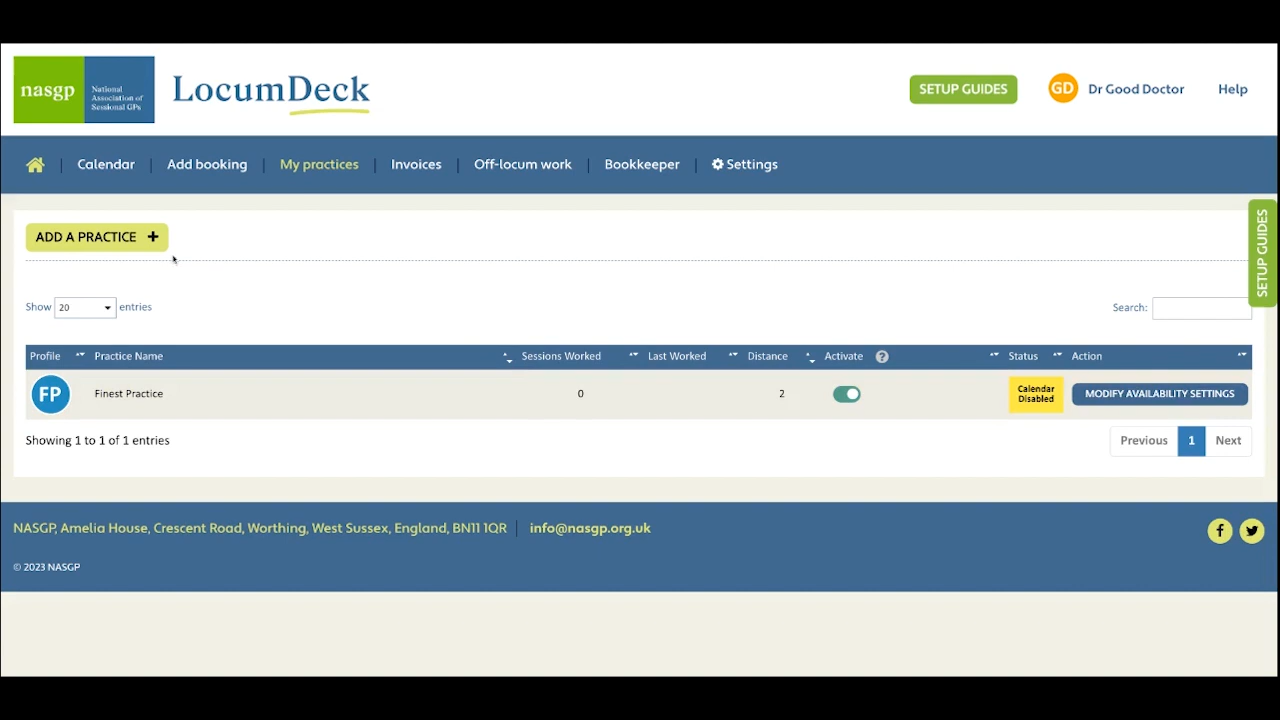 nasgp
National
Association of
Sessional GPs
LocumDeck
SETUP GUIDES
GD
Dr Good Doctor
Help
Calendar
Add booking
My practices
Invoices
Off-locum work
Bookkeeper
Settings
ADD A PRACTICE +
SETUP GUIDES
Show 20 entries
Search:
Profile Practice Name Sessions Worked Last Worked Distance Activate ? Status Action
FP Finest Practice 0 2 Calendar Disabled MODIFY AVAILABILITY SETTINGS
Showing 1 to 1 of 1 entries
Previous 1 Next
NASGP, Amelia House, Crescent Road, Worthing, West Sussex, England, BN11 1QR
info@nasgp.org.uk
© 2023 NASGP